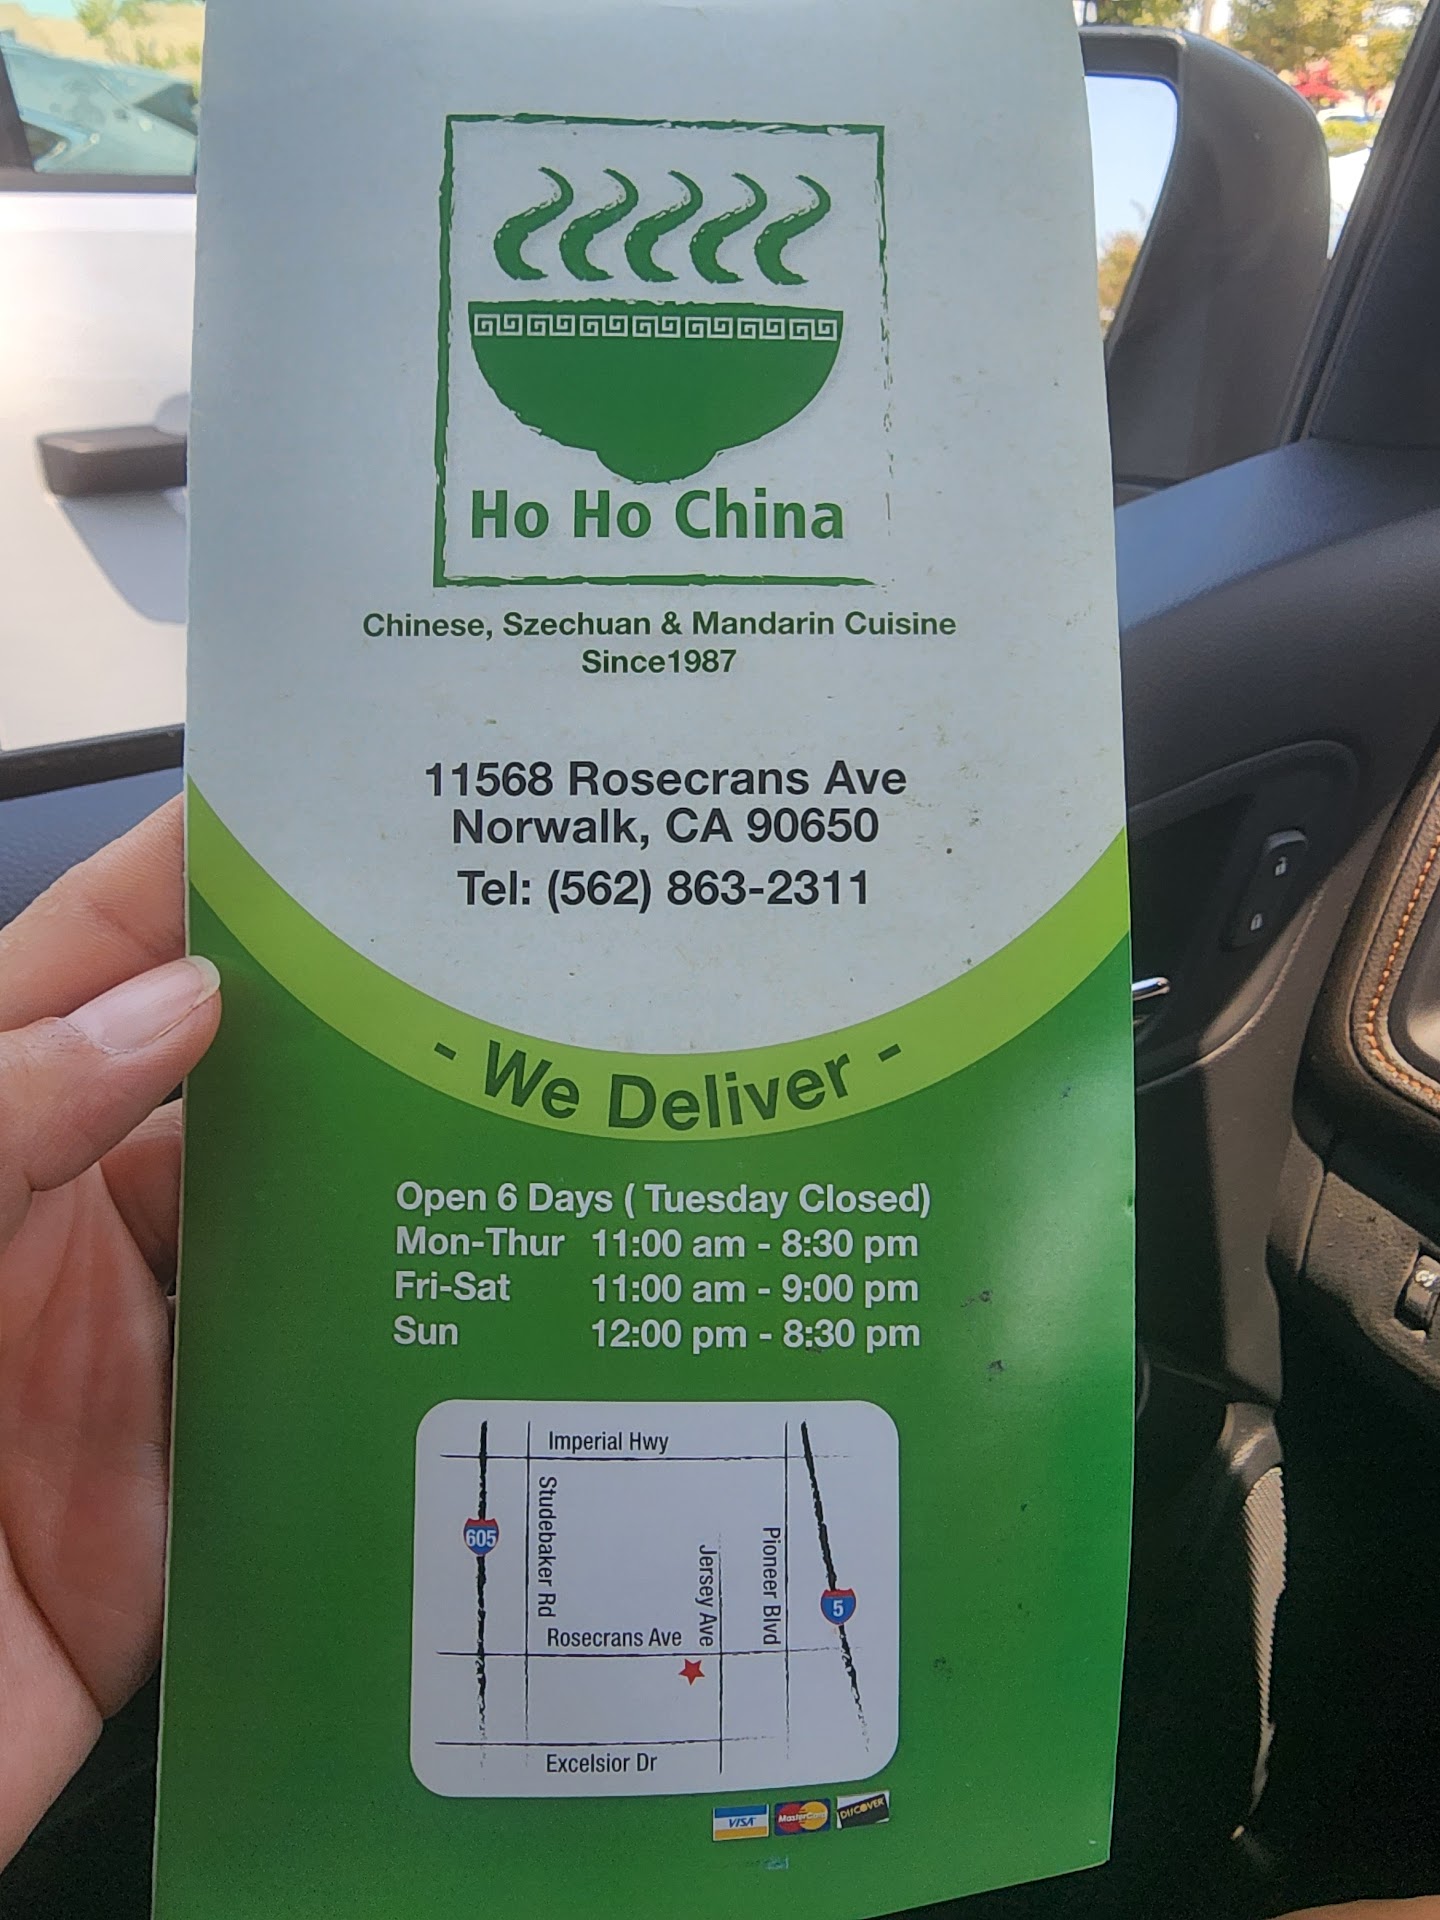 Ho Ho China
Chinese, Szechuan & Mandarin Cuisine
Since1987
11568 Rosecrans Ave
Norwalk, CA 90650
Tel: (562) 863-2311
- We Deliver -
Open 6 Days ( Tuesday Closed)
Mon-Thur 11:00 am - 8:30 pm
Fri-Sat 11:00 am - 9:00 pm
Sun 12:00 pm - 8:30 pm
Imperial Hwy
Studebaker Rd
605
Jersey Ave
Pioneer Blvd
5
Rosecrans Ave
Excelsior Dr
VISA MasterCard DISCOVER